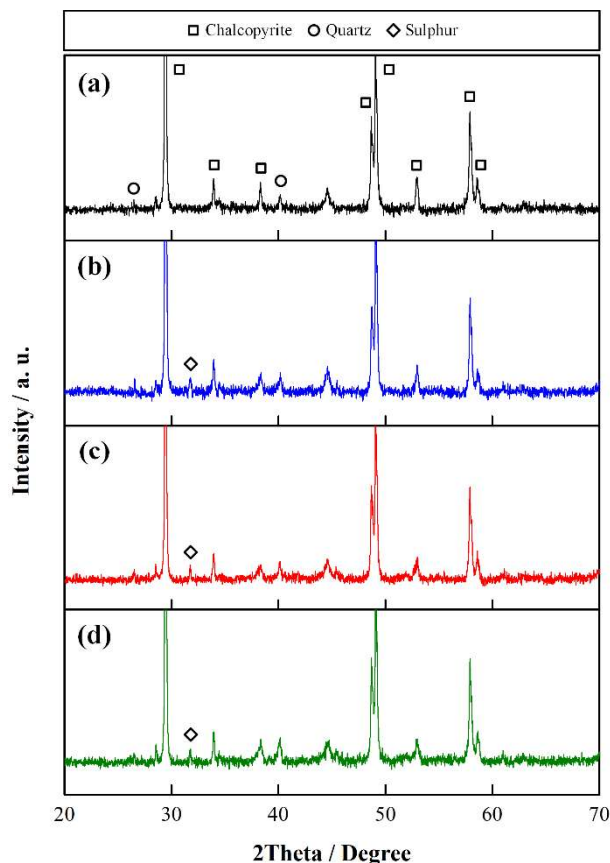 Chalcopyrite Quartz Sulphur
(a)
(b)
(c)
(d)
Intensity / a. u.
20 30 40 50 60 70
2Theta / Degree